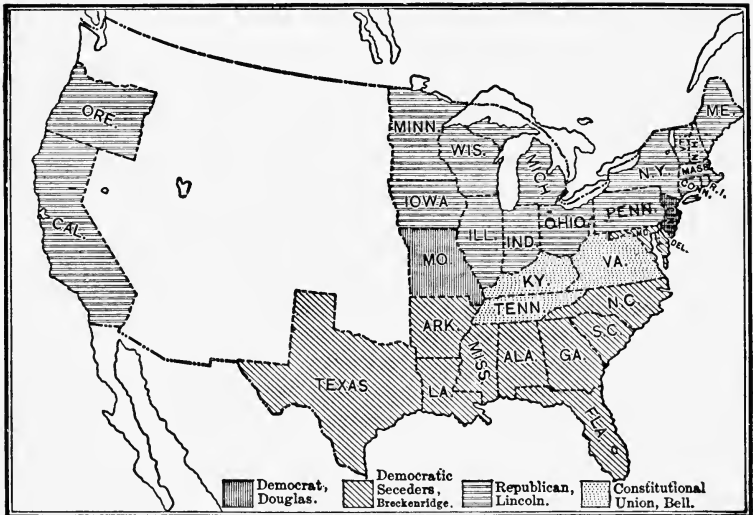 ORE.
MINN.
WIS.
MICH
ME.
VT.
N.H.
N.Y.
MASS.
CONN.
R.I.
CAL.
IOWA
ILL.
IND.
OHIO.
PENN.
DEL.
MO.
KY.
VA.
TENN.
N.C.
ARK.
S.C.
TEXAS
LA.
MISS.
ALA.
GA.
FLA.
Democrat,
Douglas.
Democratic
Seceders,
Breckenridge.
Republican,
Lincoln.
Constitutional
Union, Bell.